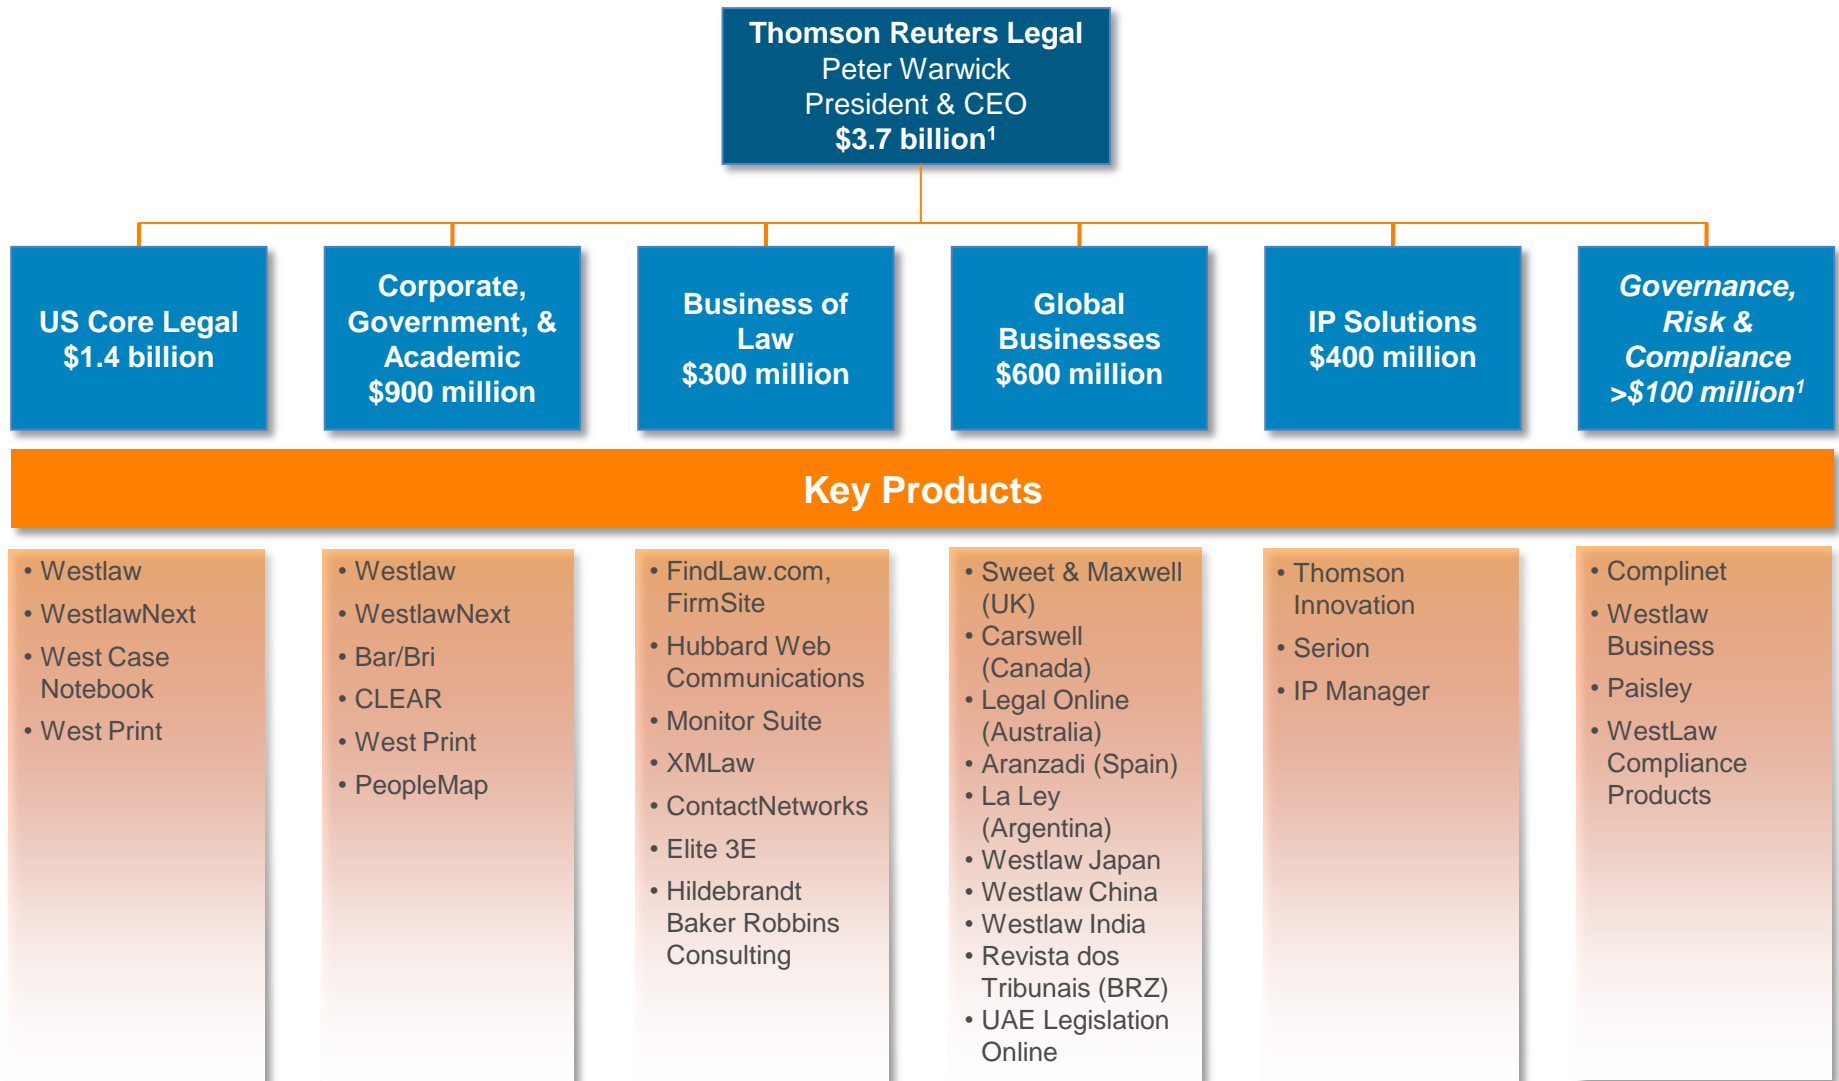 Thomson Reuters Legal
Peter Warwick
President & CEO
$3.7 billion¹
US Core Legal
$1.4 billion
Corporate,
Government, &
Academic
$900 million
Business of
Law
$300 million
Global
Businesses
$600 million
IP Solutions
$400 million
Governance,
Risk &
Compliance
>$100 million¹
Key Products
• Westlaw
• WestlawNext
• West Case
Notebook
• West Print
• Westlaw
• WestlawNext
• Bar/Bri
• CLEAR
• West Print
• PeopleMap
• FindLaw.com,
FirmSite
• Hubbard Web
Communications
• Monitor Suite
• XMLaw
• ContactNetworks
• Elite 3E
• Hildebrandt
Baker Robbins
Consulting
• Sweet & Maxwell
(UK)
• Carswell
(Canada)
• Legal Online
(Australia)
• Aranzadi (Spain)
• La Ley
(Argentina)
• Westlaw Japan
• Westlaw China
• Westlaw India
• Revista dos
Tribunais (BRZ)
• UAE Legislation
Online
• Thomson
Innovation
• Serion
• IP Manager
• Complinet
• Westlaw
Business
• Paisley
• WestLaw
Compliance
Products